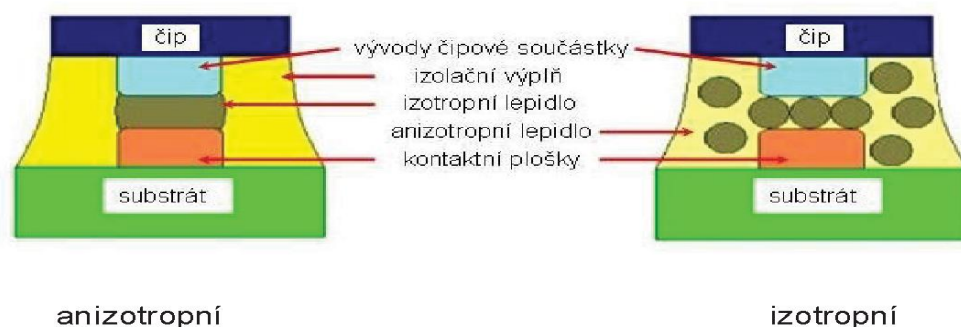 čip
čip
vývody čipové součástky
izolační výplň
izotropní lepidlo
anizotropní lepidlo
kontaktní plošky
substrát
substrát
anizotropní
izotropní